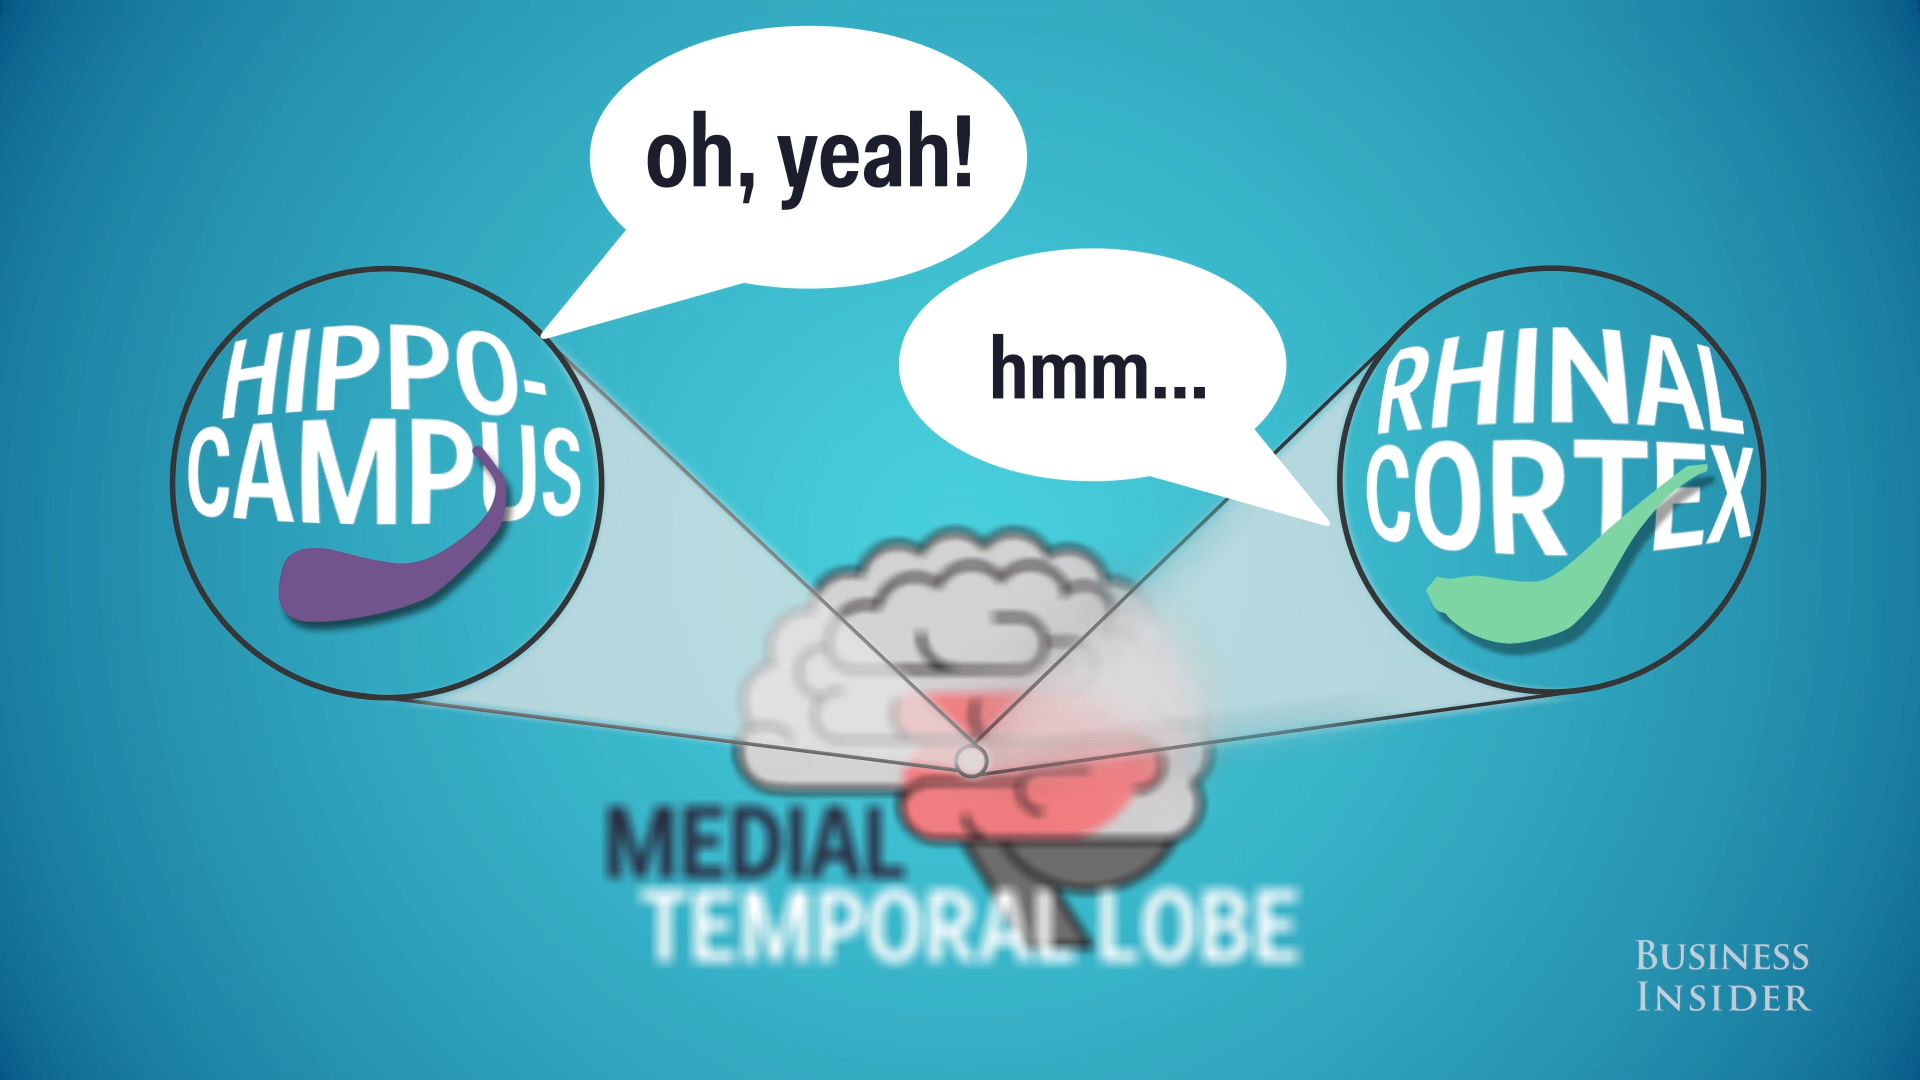 oh, yeah!
hmm...
HIPPO-
CAMPUS
RHINAL
CORTEX
MEDIAL
TEMPORAL LOBE
BUSINESS
INSIDER